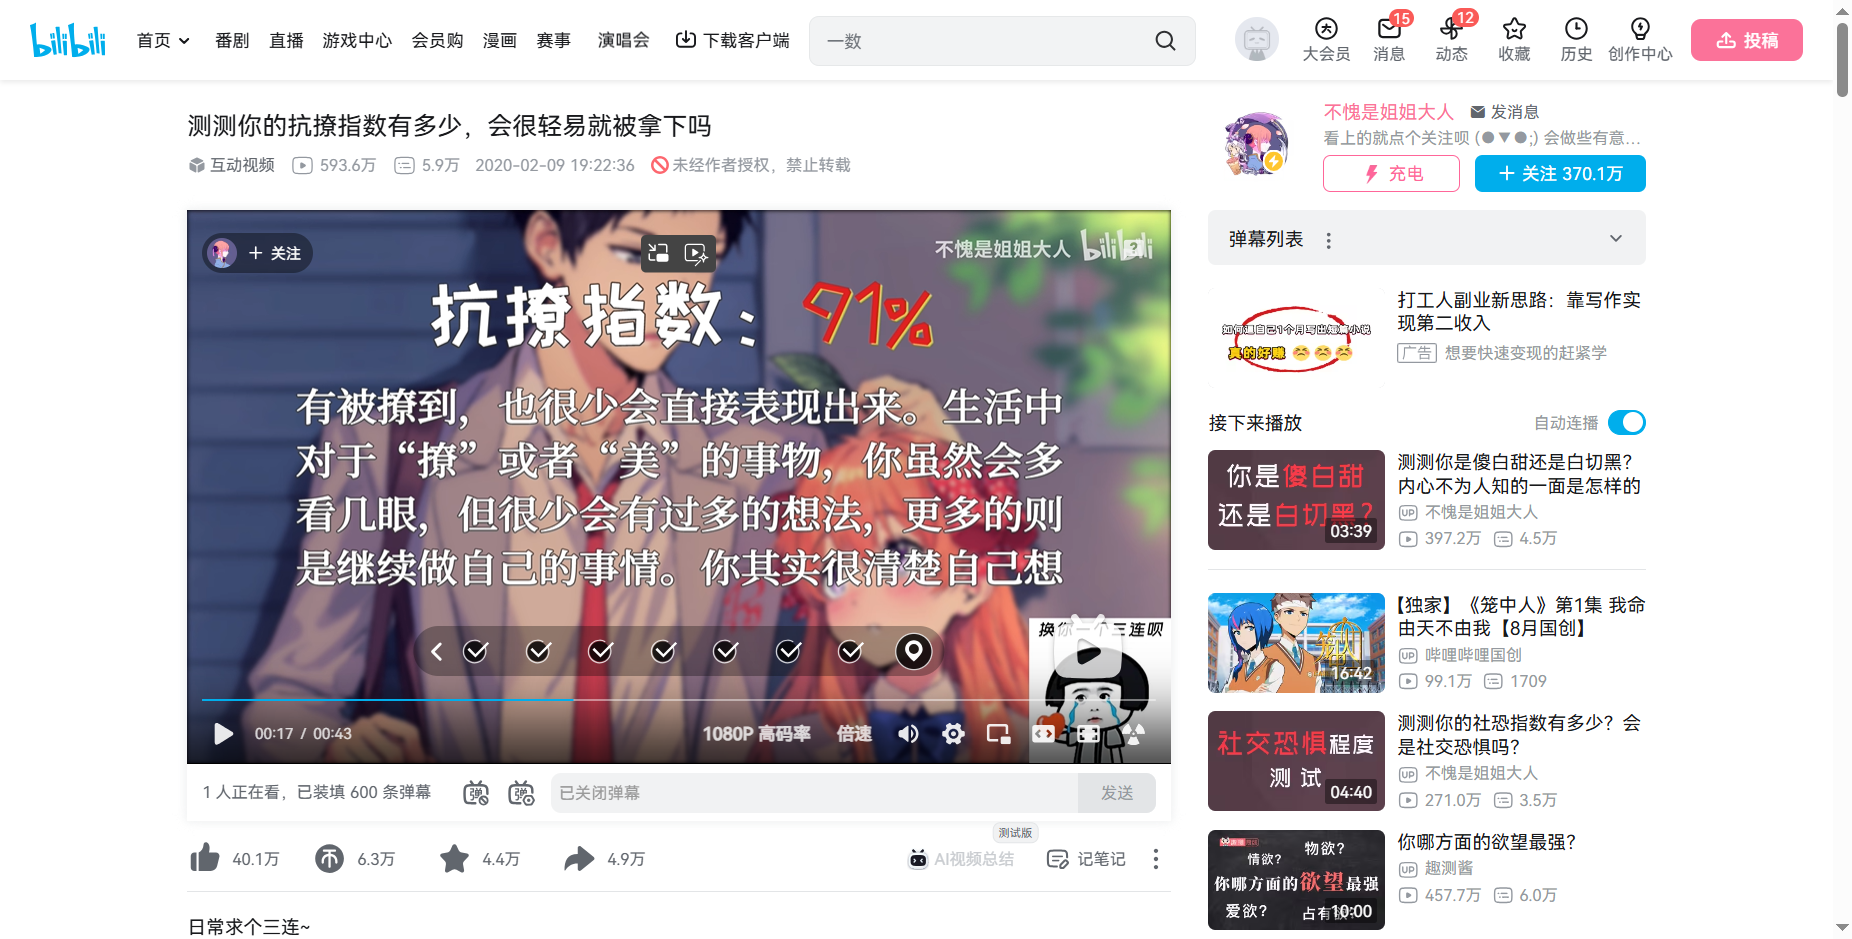 bilibili
首页
番剧
直播
游戏中心
会员购
漫画
赛事
演唱会
下载客户端
一数
大会员
15
消息
12
动态
收藏
历史
创作中心
投稿
测测你的抗撩指数有多少，会很轻易就被拿下吗
互动视频 593.6万 5.9万 2020-02-09 19:22:36 未经作者授权，禁止转载
+ 关注
不愧是姐姐大人 bilibili
抗撩指数：91%
有被撩到，也很少会直接表现出来。生活中
对于“撩”或者“美”的事物，你虽然会多
看几眼，但很少会有过多的想法，更多的则
是继续做自己的事情。你其实很清楚自己想
换你一个三连呗
00:17 / 00:43
1080P 高码率
倍速
1 人正在看，已装填 600 条弹幕
已关闭弹幕
发送
40.1万
6.3万
4.4万
4.9万
测试版
AI视频总结
记笔记
日常求个三连~
不愧是姐姐大人
发消息
看上的就点个关注呗 (●▼●;) 会做些有意…
充电
+ 关注 370.1万
弹幕列表
如何逼自己1个月写出短篇小说
真的好赚
打工人副业新思路：靠写作实
现第二收入
广告 想要快速变现的赶紧学
接下来播放
自动连播
你是傻白甜
还是白切黑？
03:39
测测你是傻白甜还是白切黑？
内心不为人知的一面是怎样的
UP 不愧是姐姐大人
397.2万 4.5万
笼中人
16:42
【独家】《笼中人》第1集 我命
由天不由我【8月国创】
UP 哔哩哔哩国创
99.1万 1709
社交恐惧程度
测 试
04:40
测测你的社恐指数有多少？会
是社交恐惧吗？
UP 不愧是姐姐大人
271.0万 3.5万
物欲？
情欲？
你哪方面的欲望最强
爱欲？
占有欲？
10:00
你哪方面的欲望最强？
UP 趣测酱
457.7万 6.0万